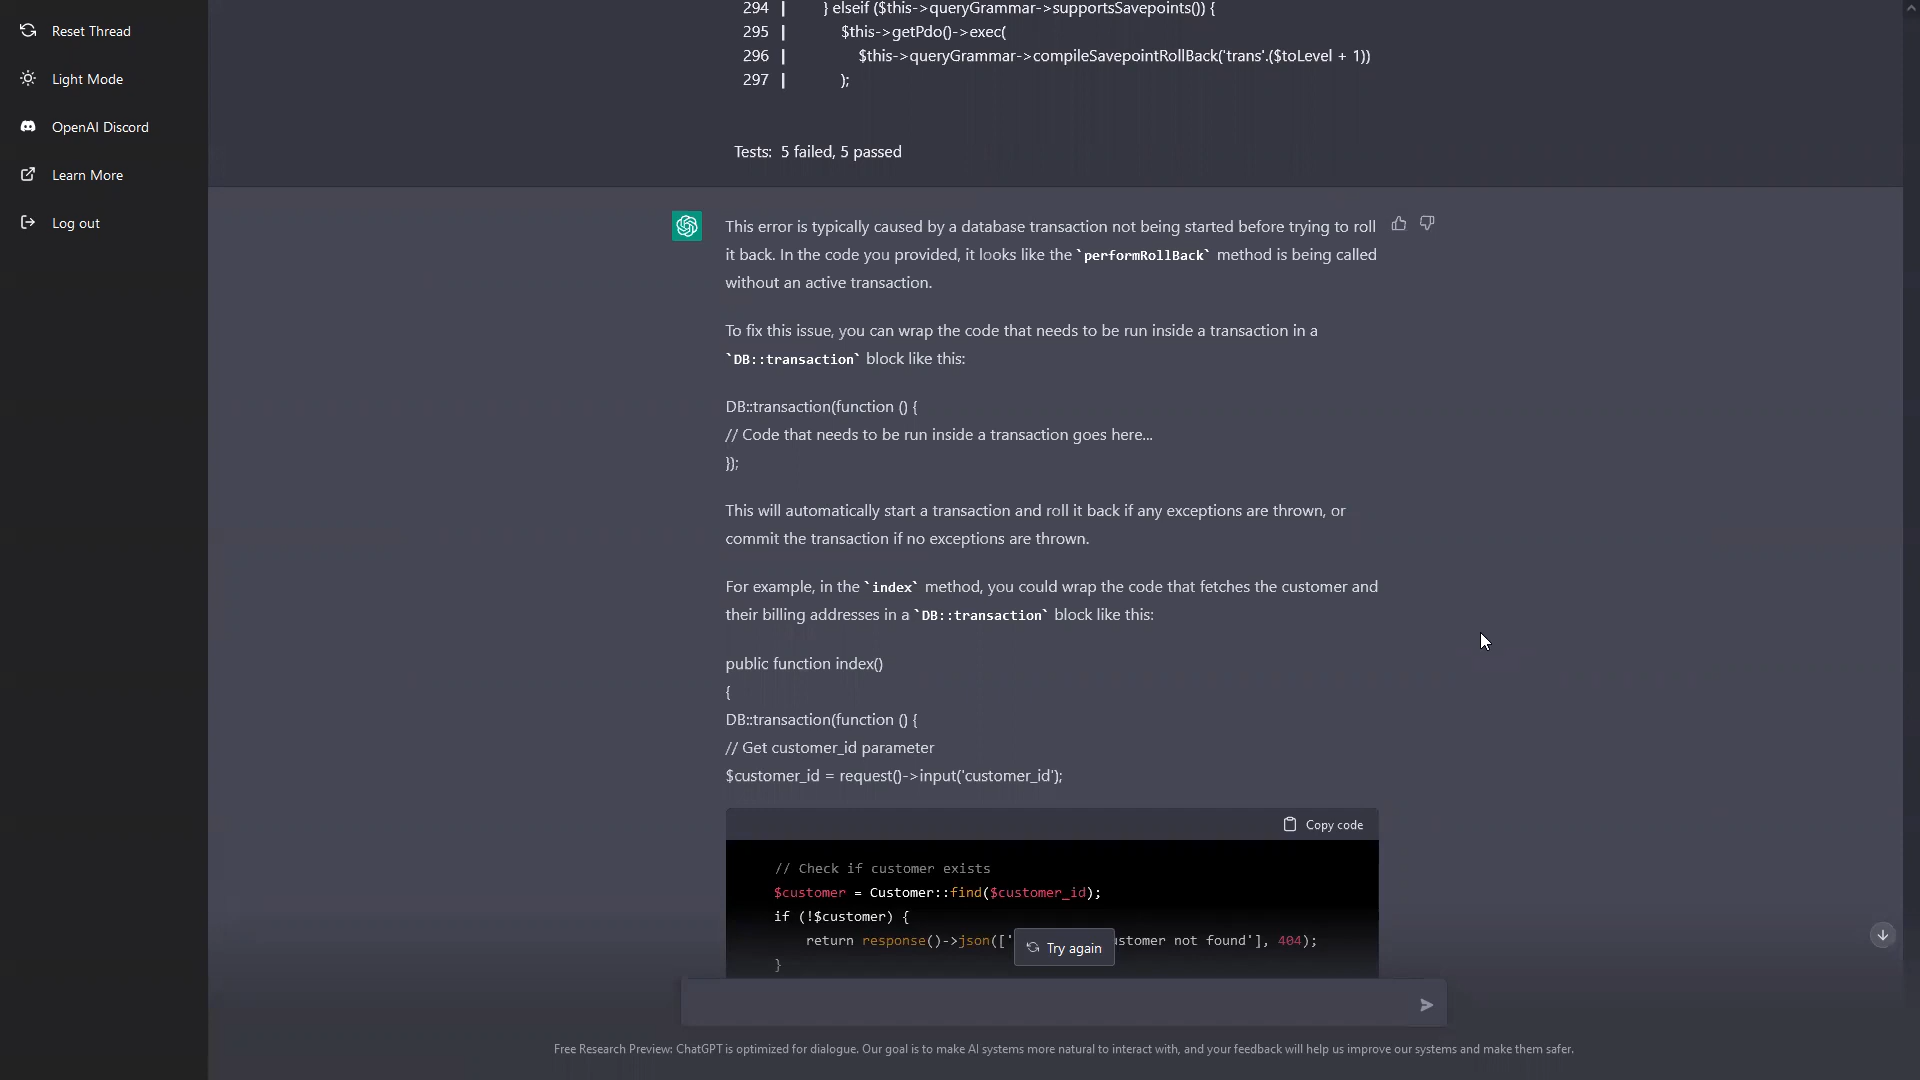 Reset Thread
Light Mode
OpenAI Discord
Learn More
Log out
294 | } elseif ($this->queryGrammar->supportsSavepoints()) {
295 | $this->getPdo()->exec(
296 | $this->queryGrammar->compileSavepointRollBack('trans'.($toLevel + 1))
297 | );
Tests: 5 failed, 5 passed
This error is typically caused by a database transaction not being started before trying to roll
it back. In the code you provided, it looks like the `performRollBack` method is being called
without an active transaction.
To fix this issue, you can wrap the code that needs to be run inside a transaction in a
`DB::transaction` block like this:
DB::transaction(function () {
// Code that needs to be run inside a transaction goes here...
});
This will automatically start a transaction and roll it back if any exceptions are thrown, or
commit the transaction if no exceptions are thrown.
For example, in the `index` method, you could wrap the code that fetches the customer and
their billing addresses in a `DB::transaction` block like this:
public function index()
{
DB::transaction(function () {
// Get customer_id parameter
$customer_id = request()->input('customer_id');
Copy code
// Check if customer exists
$customer = Customer::find($customer_id);
if (!$customer) {
return response()->json(['
ustomer not found'], 404);
Try again
}
Free Research Preview: ChatGPT is optimized for dialogue. Our goal is to make AI systems more natural to interact with, and your feedback will help us improve our systems and make them safer.